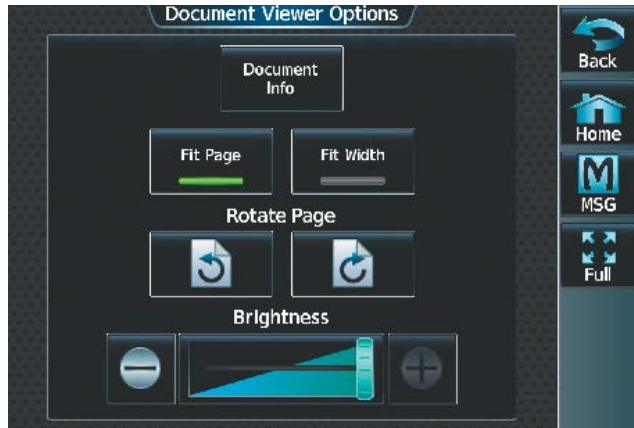 Document Viewer Options
Document
Info
Fit Page
Fit Width
Rotate Page
Brightness
Back
Home
MSG
Full